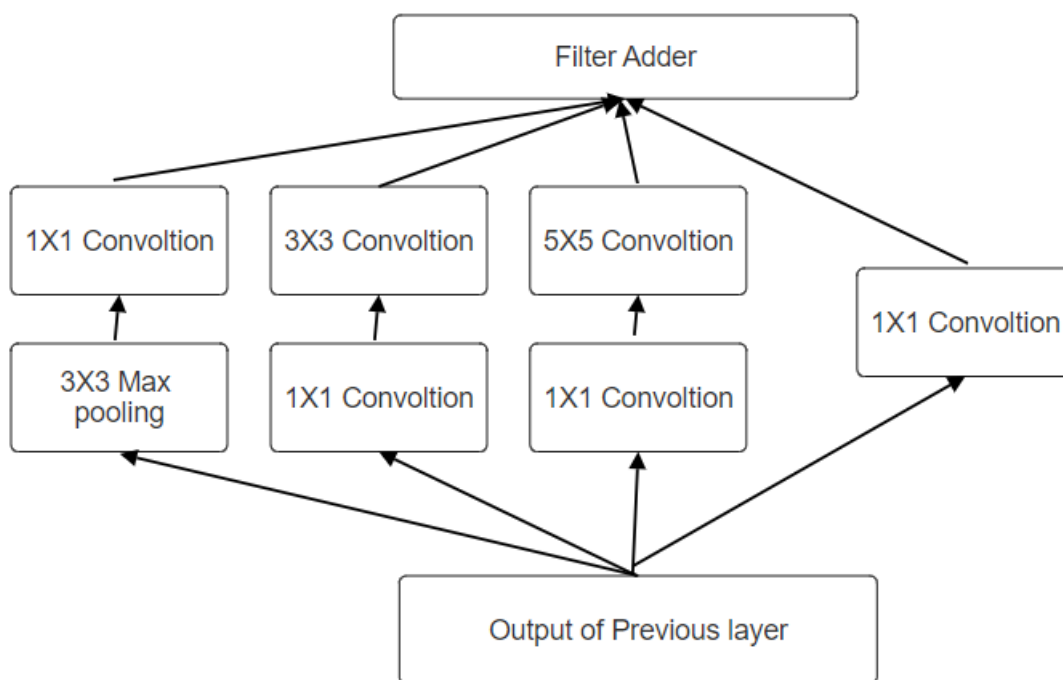 Filter Adder
1X1 Convoltion
3X3 Convoltion
5X5 Convoltion
1X1 Convoltion
3X3 Max
pooling
1X1 Convoltion
1X1 Convoltion
Output of Previous layer